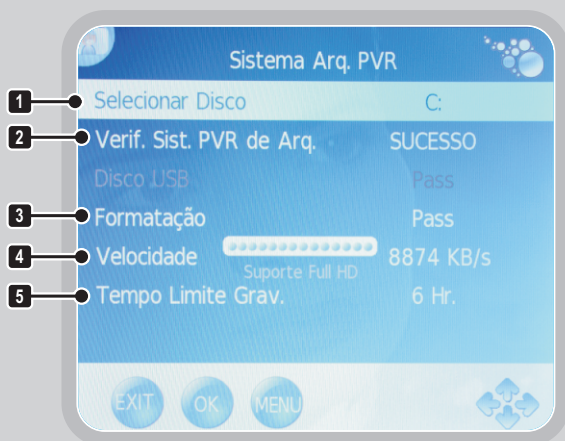 Sistema Arq. PVR
1 Selecionar Disco C:
2 Verif. Sist. PVR de Arq. SUCESSO
Disco USB Pass
3 Formatação Pass
4 Velocidade 8874 KB/s
Suporte Full HD
5 Tempo Limite Grav. 6 Hr.
EXIT OK MENU